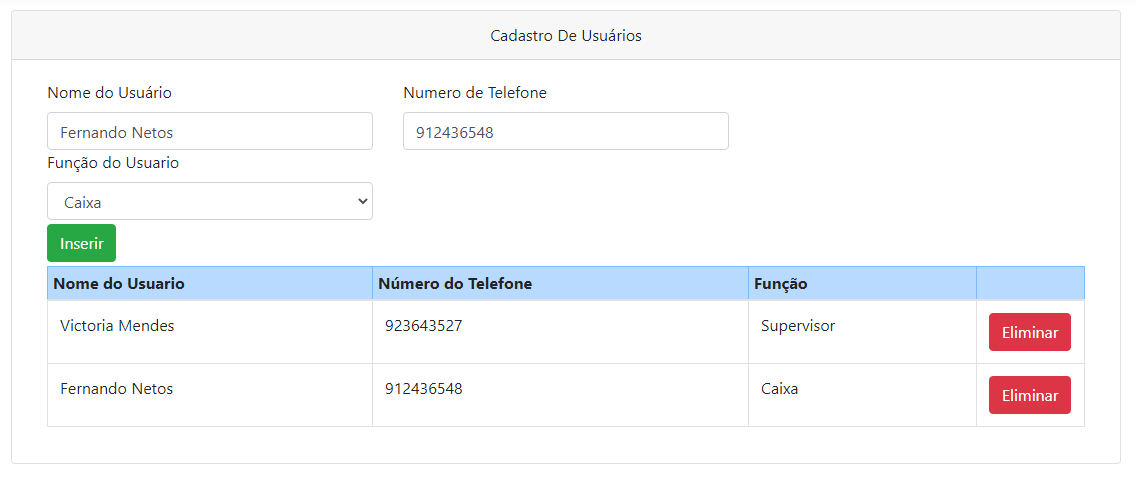 Cadastro De Usuários
Nome do Usuário Numero de Telefone
Fernando Netos 912436548
Função do Usuario
Caixa
Inserir
Nome do Usuario Número do Telefone Função
Victoria Mendes 923643527 Supervisor Eliminar
Fernando Netos 912436548 Caixa Eliminar